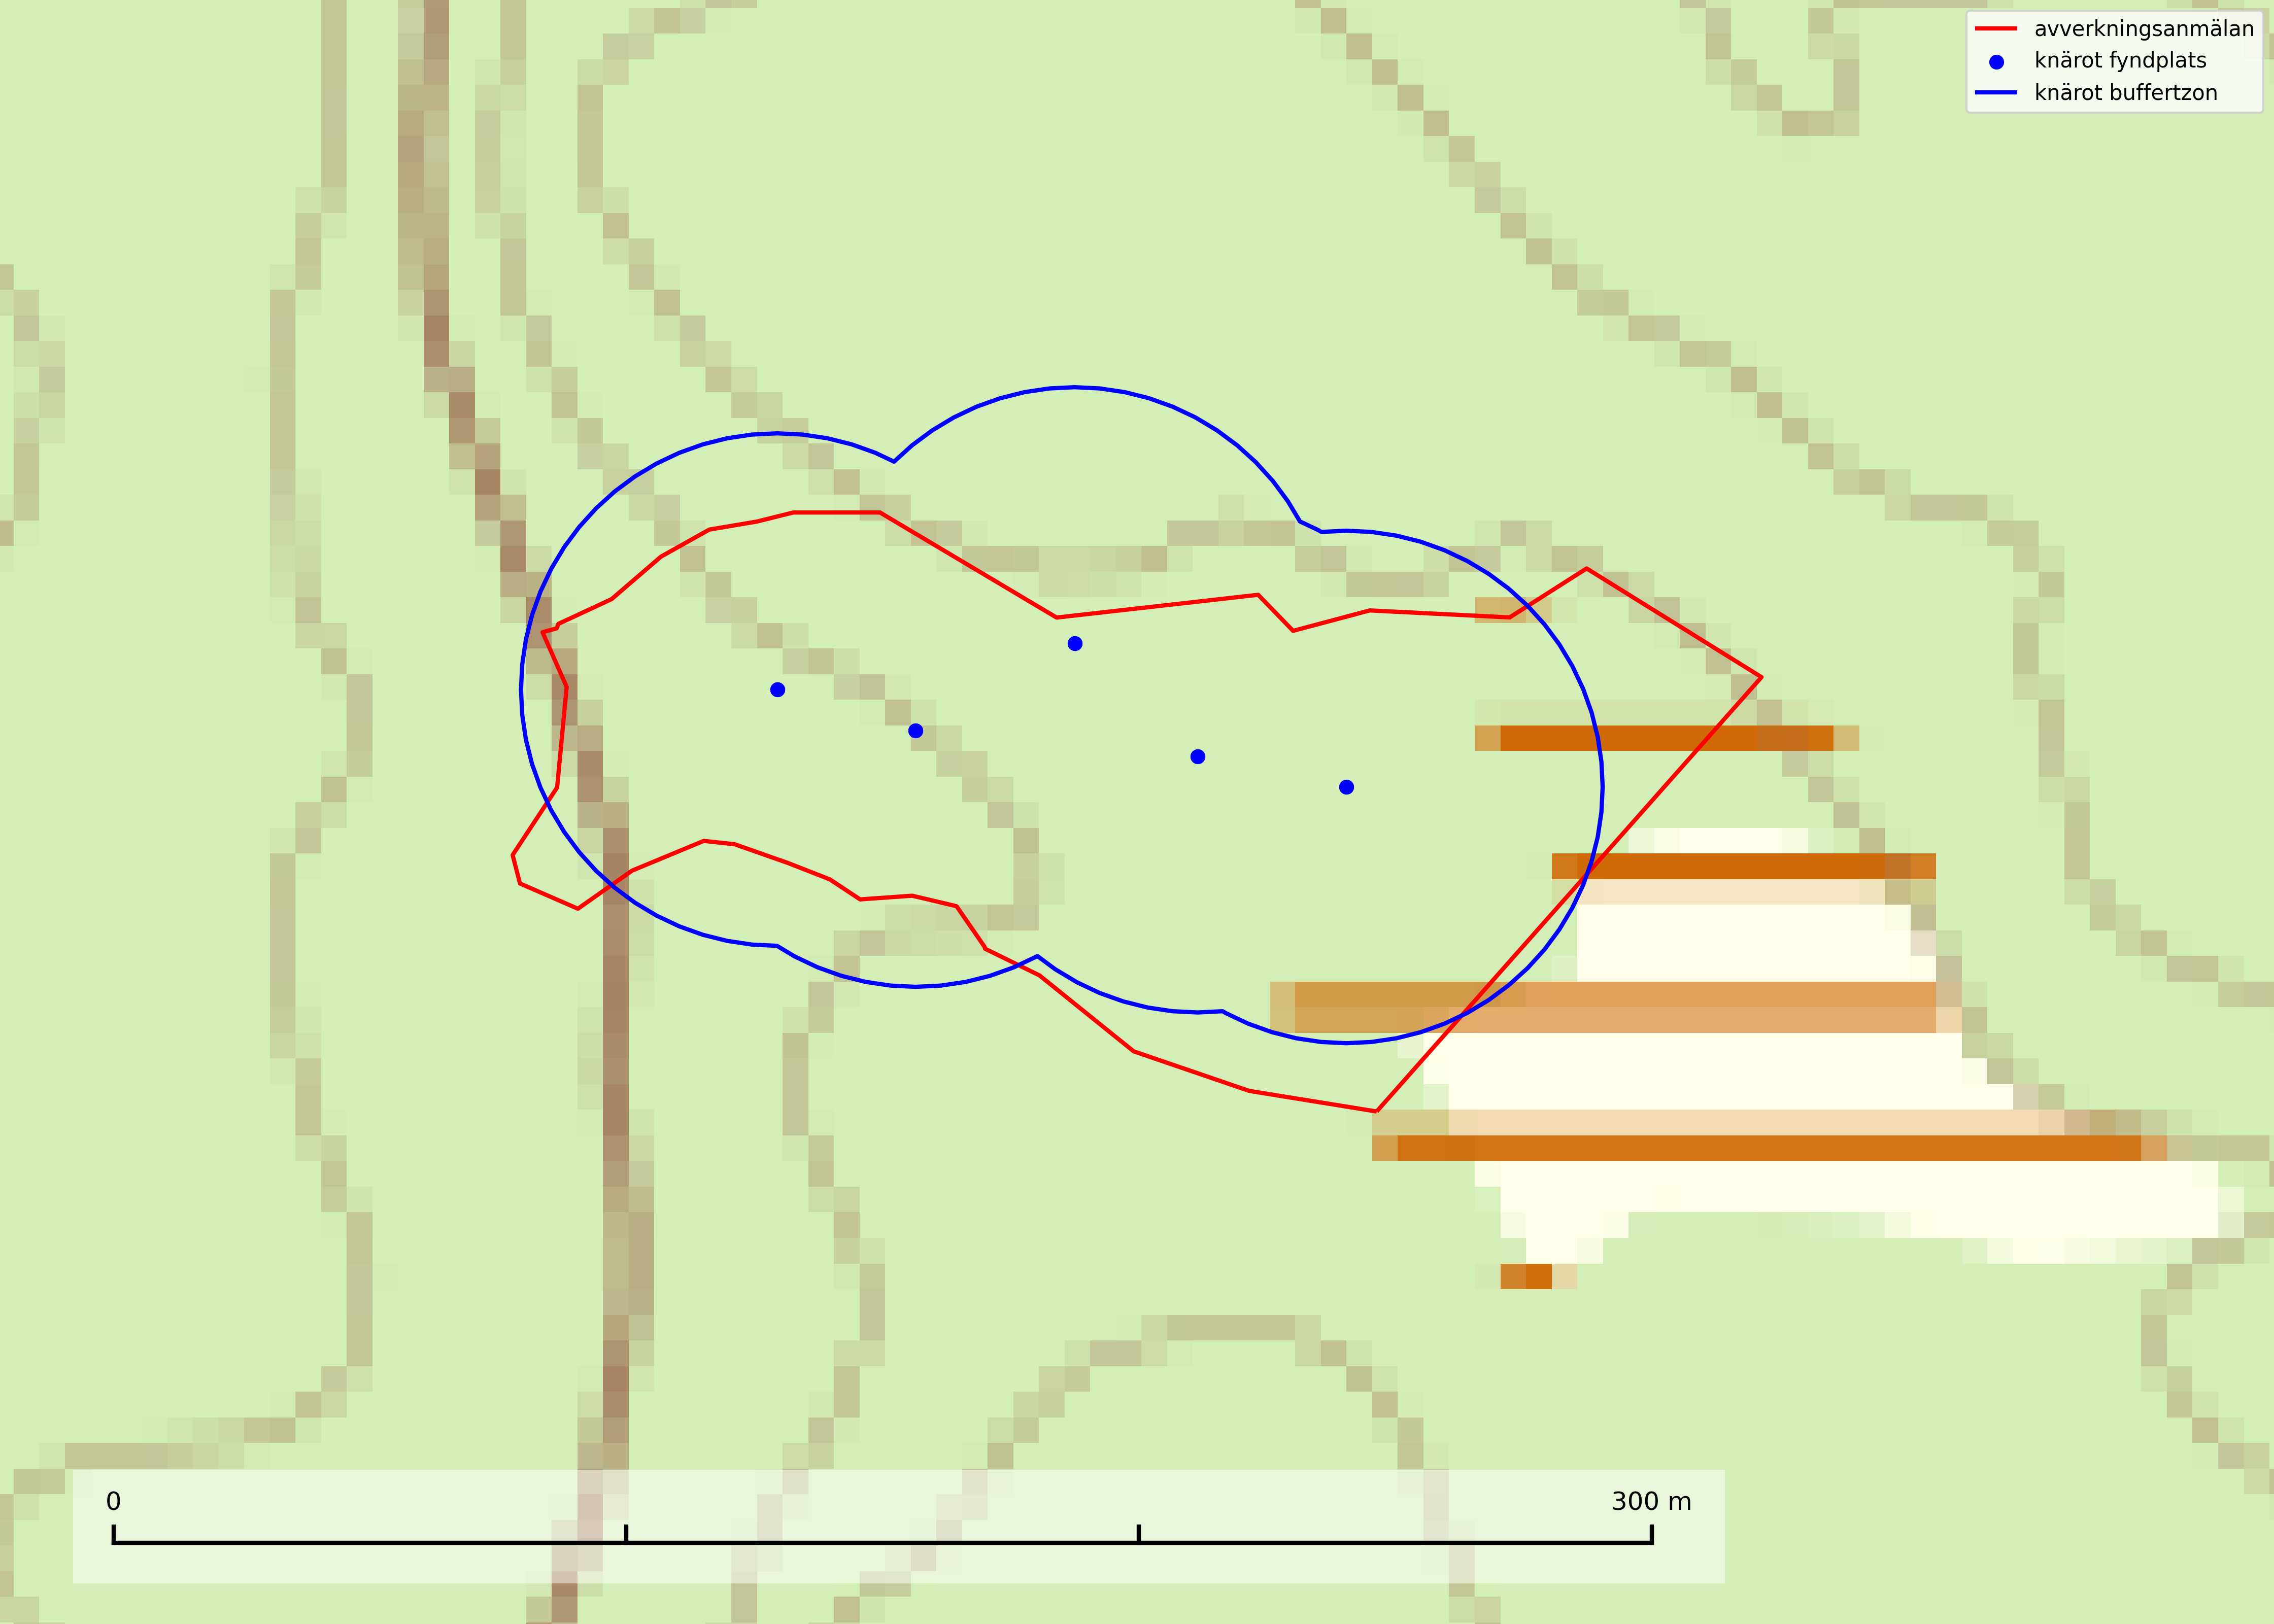 avverkningsanmälan
knärot fyndplats
knärot buffertzon
0 300 m